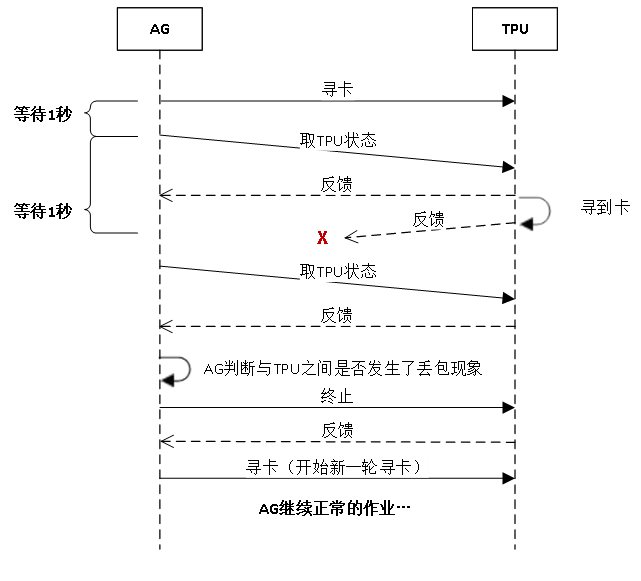 AG
TPU
寻卡
等待1秒
取TPU状态
反馈
寻到卡
等待1秒
反馈
X
取TPU状态
反馈
AG判断与TPU之间是否发生了丢包现象
终止
反馈
寻卡（开始新一轮寻卡）
AG继续正常的作业…